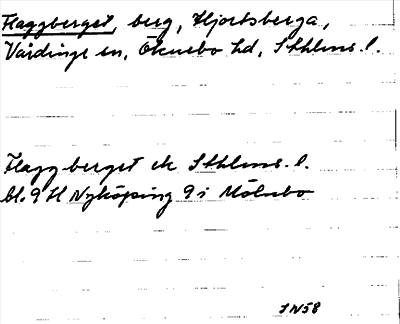 Flaggberget, berg, Hjortsberga,
Vårdinge sn, Öknebo hd, Sthlms. l.
Flaggberget ek Sthlms. l.
bl. 9 H Nyköping 9 i Mölnbo
JN58